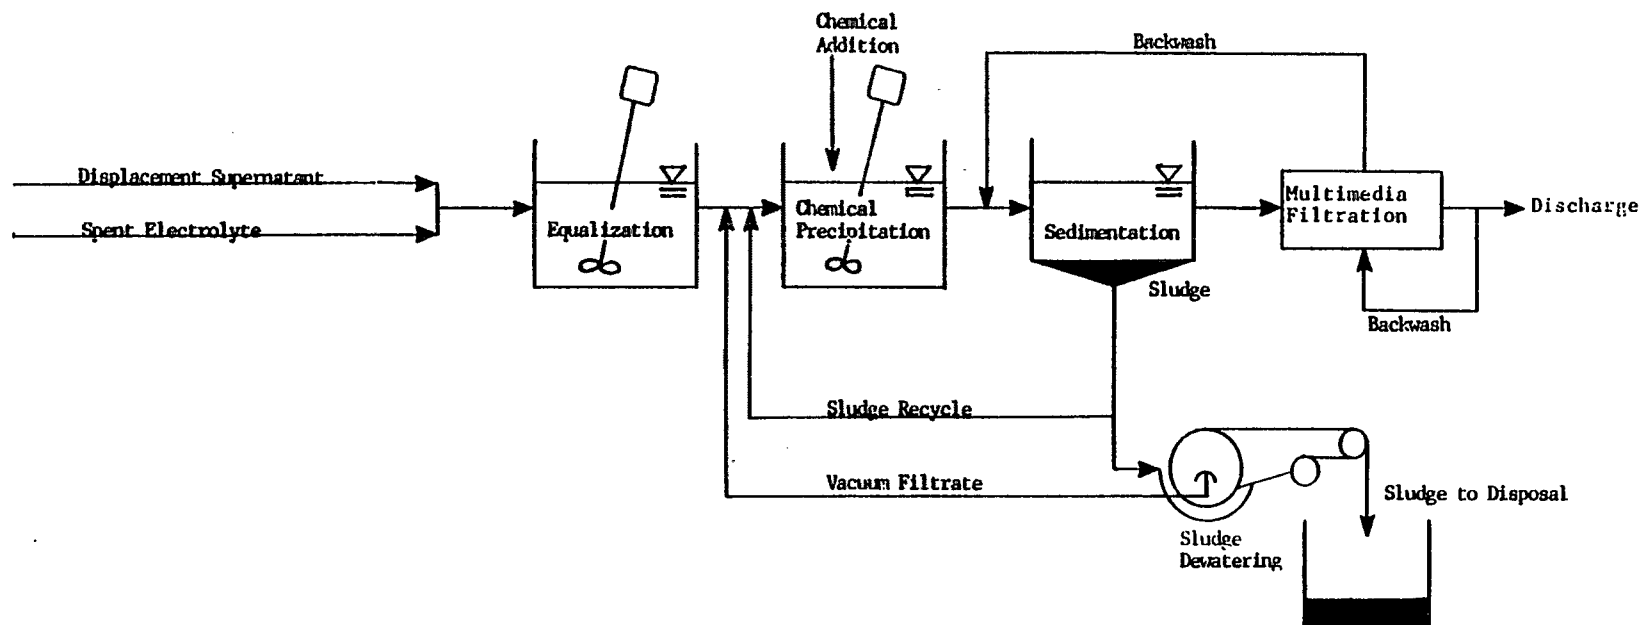 Chemical
Addition
Backwash
Displacement Supernatant
Spent Electrolyte
Equalization
Chemical
Precipitation
Sedimentation
Multimedia
Filtration
Discharge
Sludge
Backwash
Sludge Recycle
Vacuum Filtrate
Sludge to Disposal
Sludge
Dewatering